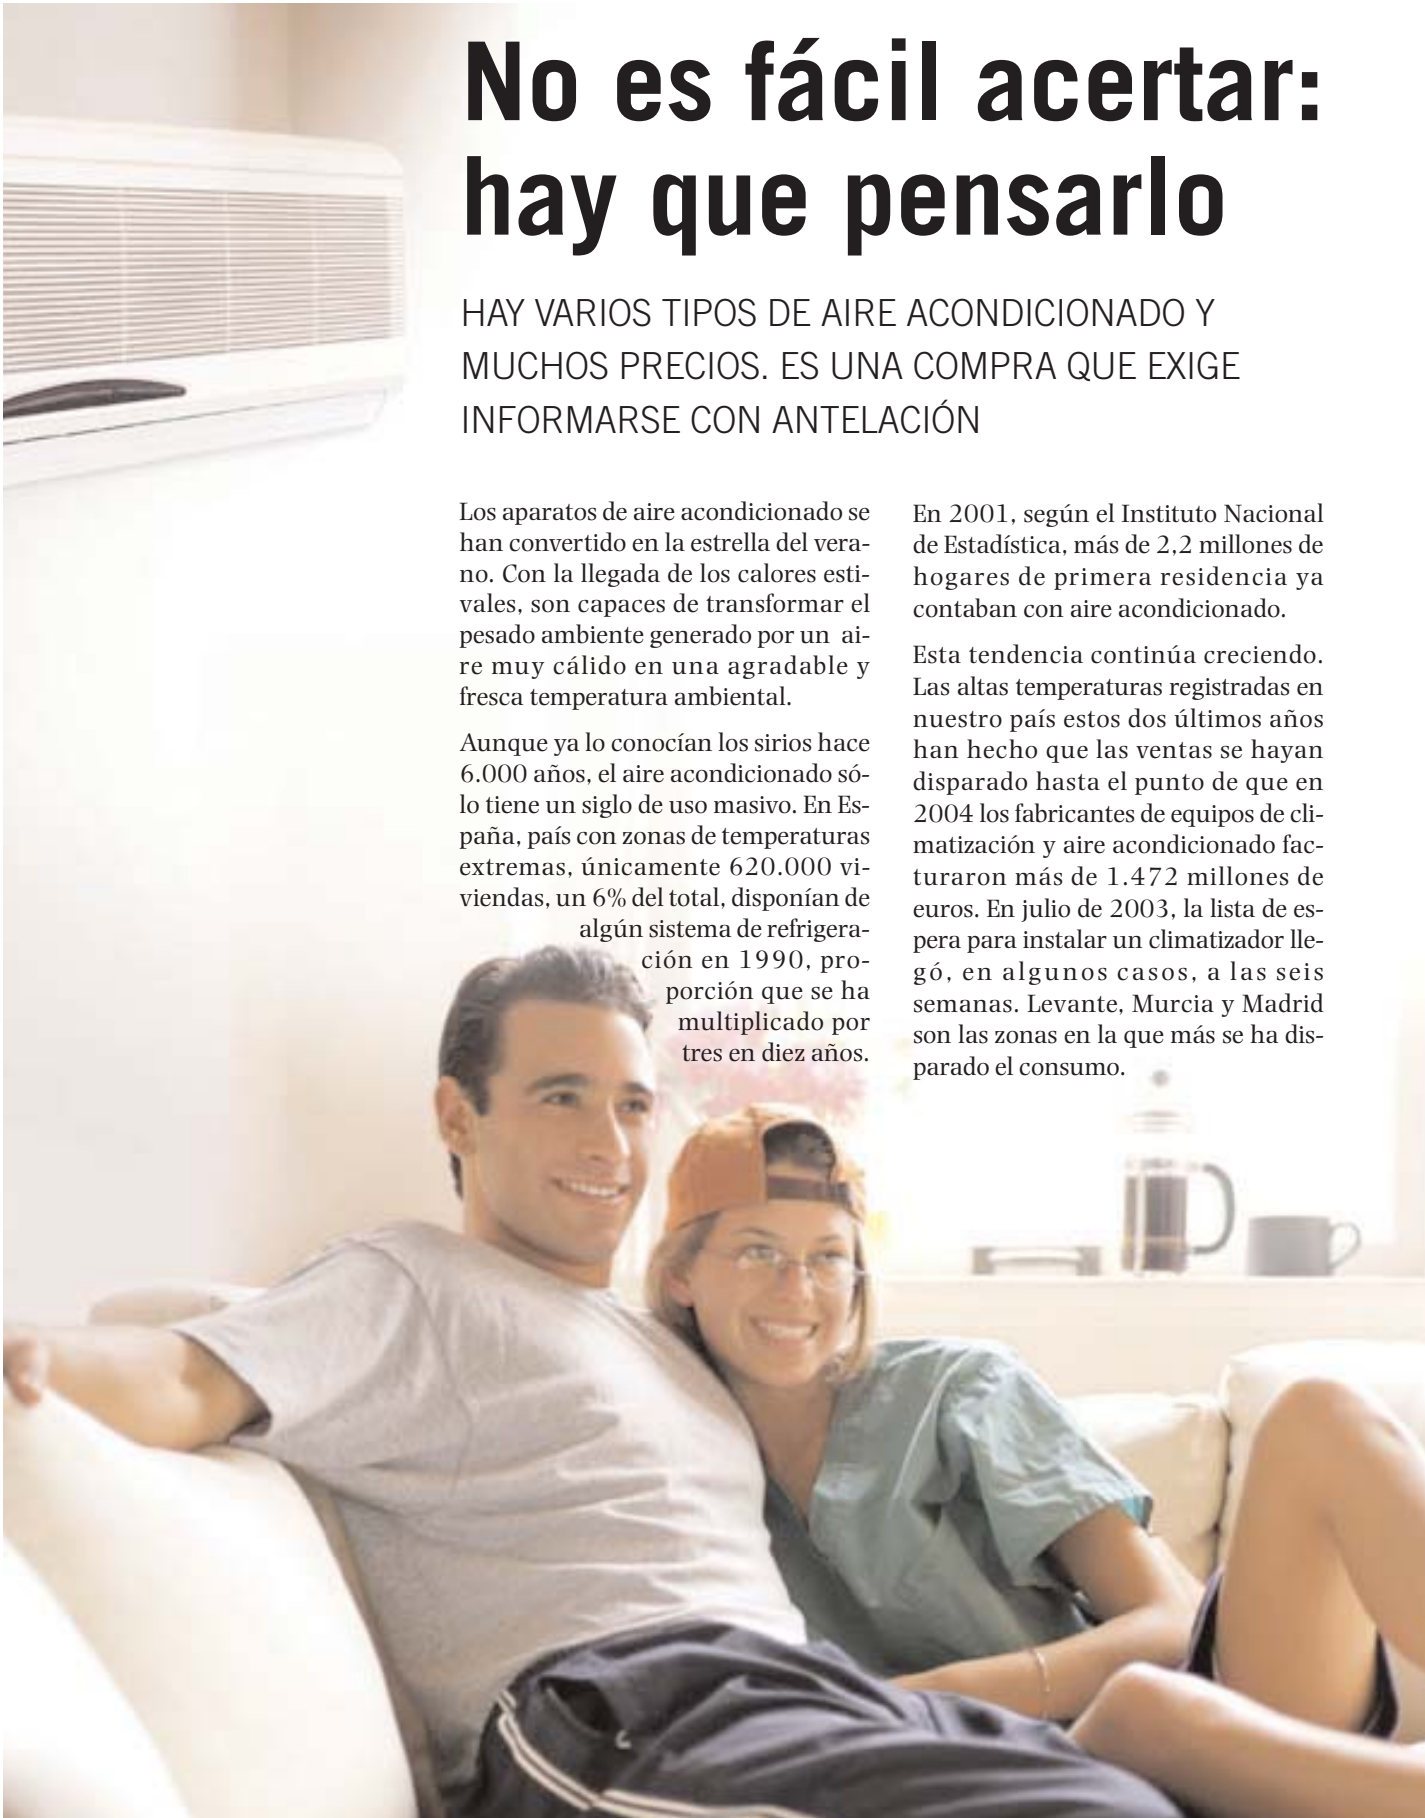 No es fácil acertar:
hay que pensarlo
HAY VARIOS TIPOS DE AIRE ACONDICIONADO Y
MUCHOS PRECIOS. ES UNA COMPRA QUE EXIGE
INFORMARSE CON ANTELACIÓN
Los aparatos de aire acondicionado se
han convertido en la estrella del vera-
no. Con la llegada de los calores esti-
vales, son capaces de transformar el
pesado ambiente generado por un ai-
re muy cálido en una agradable y
fresca temperatura ambiental.
Aunque ya lo conocían los sirios hace
6.000 años, el aire acondicionado só-
lo tiene un siglo de uso masivo. En Es-
paña, país con zonas de temperaturas
extremas, únicamente 620.000 vi-
viendas, un 6% del total, disponían de
algún sistema de refrigera-
ción en 1990, pro-
porción que se ha
multiplicado por
tres en diez años.
En 2001, según el Instituto Nacional
de Estadística, más de 2,2 millones de
hogares de primera residencia ya
contaban con aire acondicionado.
Esta tendencia continúa creciendo.
Las altas temperaturas registradas en
nuestro país estos dos últimos años
han hecho que las ventas se hayan
disparado hasta el punto de que en
2004 los fabricantes de equipos de cli-
matización y aire acondicionado fac-
turaron más de 1.472 millones de
euros. En julio de 2003, la lista de es-
pera para instalar un climatizador lle-
gó, en algunos casos, a las seis
semanas. Levante, Murcia y Madrid
son las zonas en la que más se ha dis-
parado el consumo.